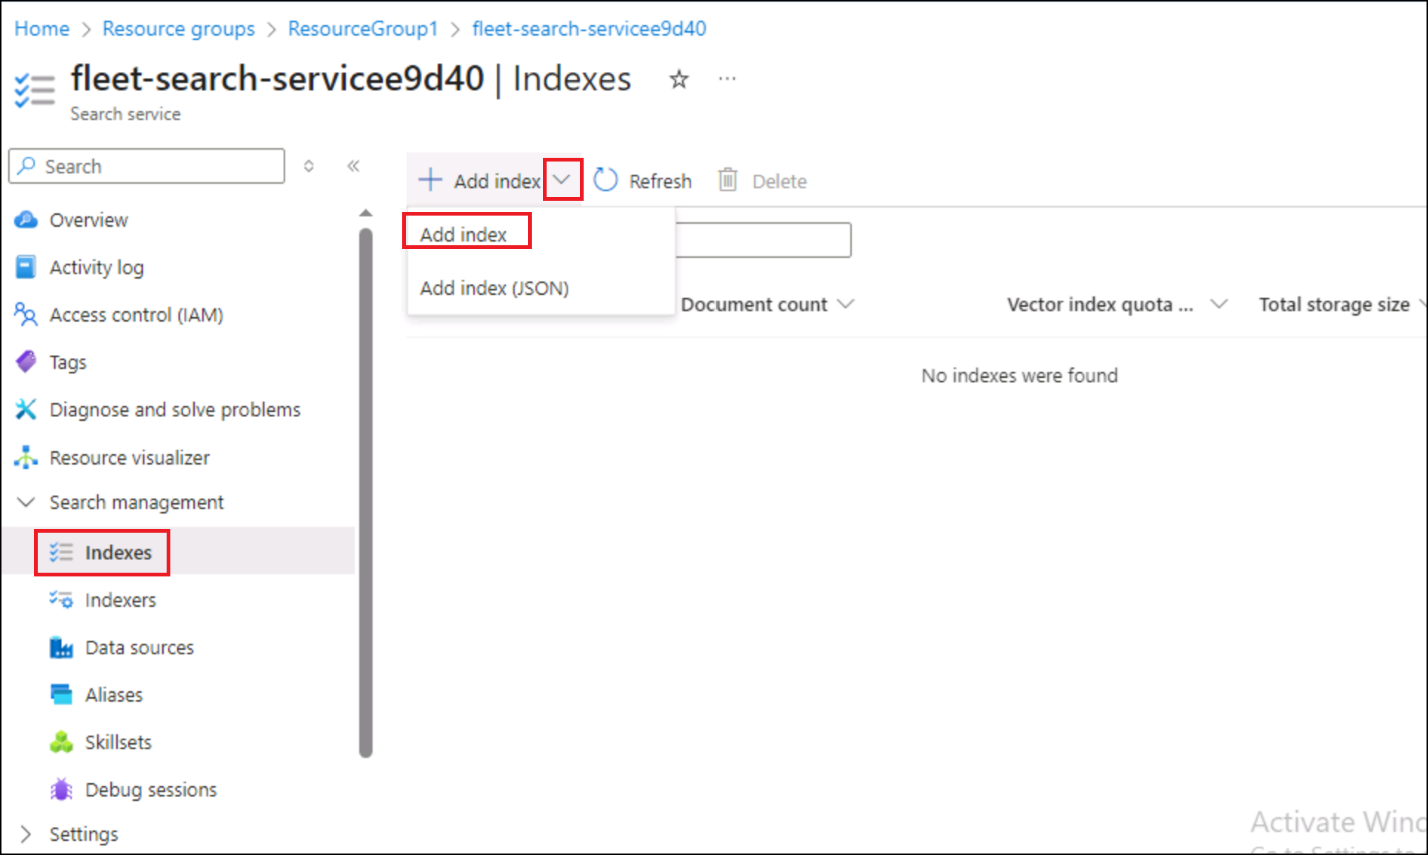 Home > Resource groups > ResourceGroup1 > fleet-search-servicee9d40
fleet-search-servicee9d40 | Indexes
Search service
Search
Add index
Refresh
Delete
Overview
Activity log
Access control (IAM)
Tags
Diagnose and solve problems
Resource visualizer
Search management
Indexes
Indexers
Data sources
Aliases
Skillsets
Debug sessions
Settings
Add index
Add index (JSON)
Document count
Vector index quota ...
Total storage size
No indexes were found
Activate Winc